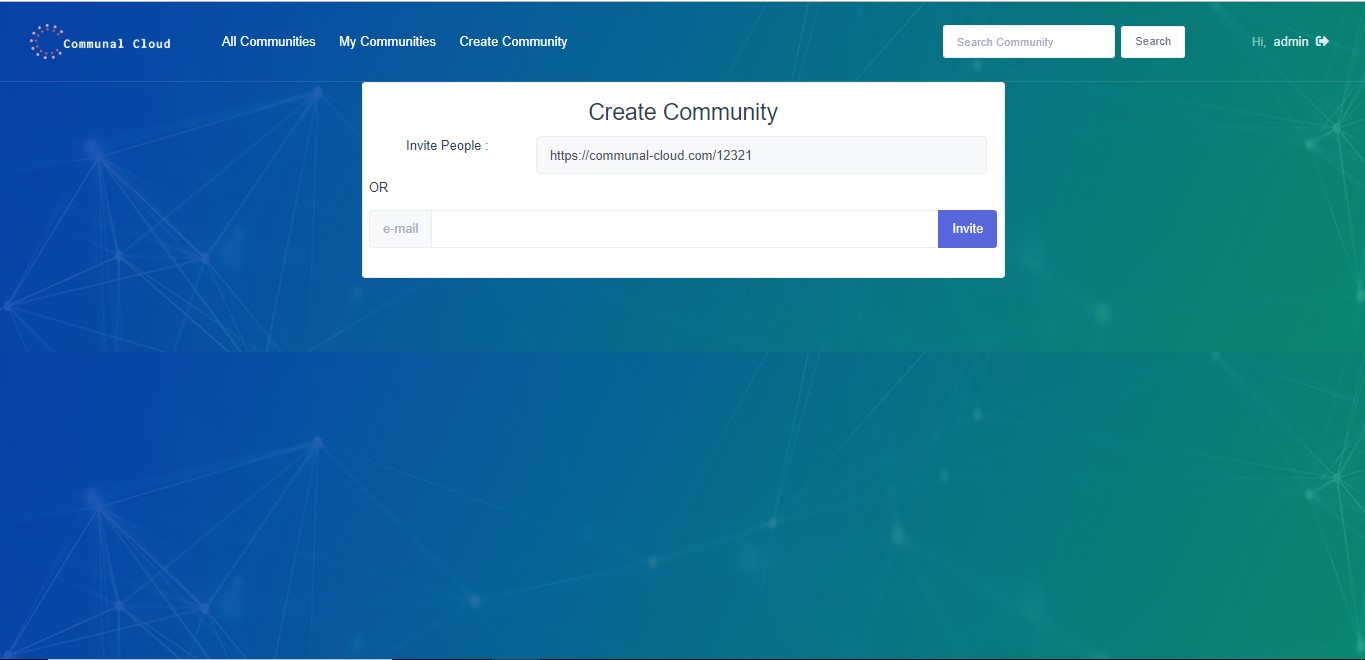 Communal Cloud All Communities My Communities Create Community Search Community Search Hi, admin
Create Community
Invite People : https://communal-cloud.com/12321
OR
e-mail Invite